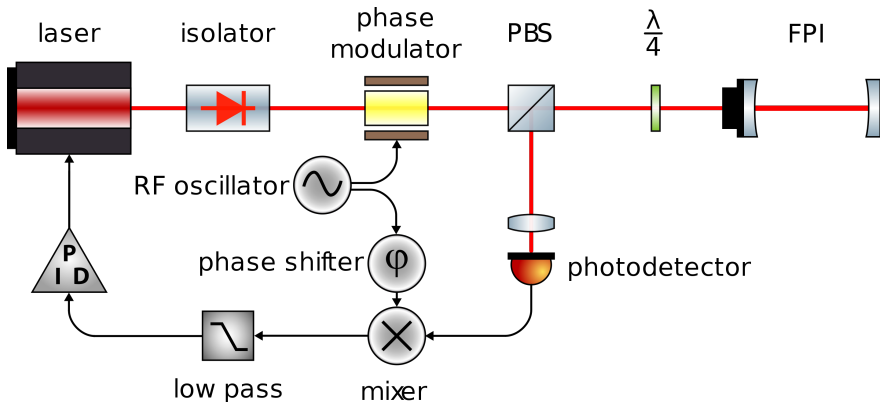 laser
isolator
phase
modulator
PBS
λ
4
FPI
RF oscillator
phase shifter
φ
photodetector
P
I D
low pass
mixer